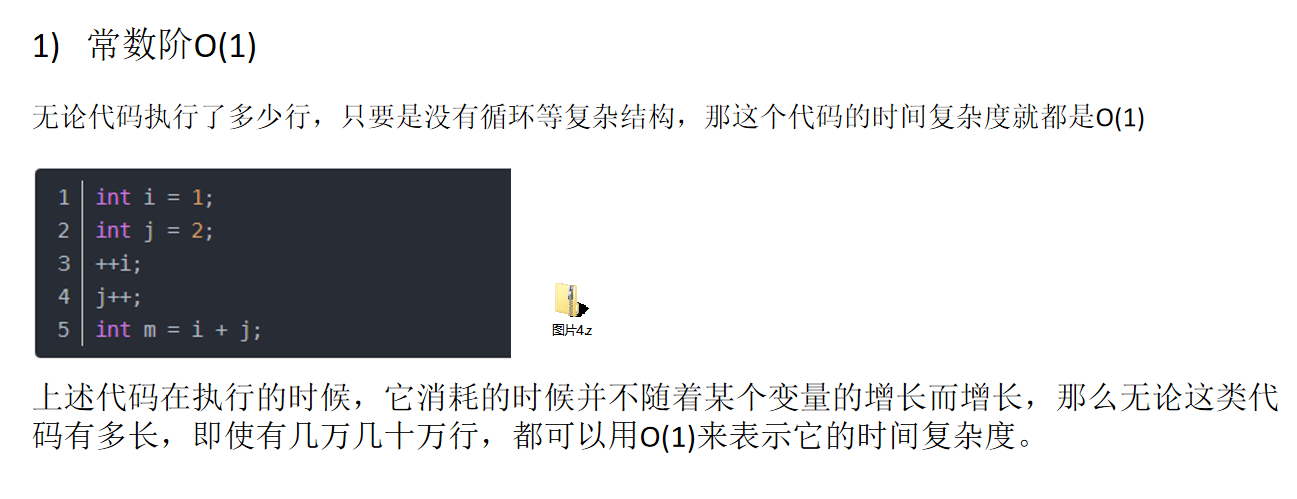 1) 常数阶O(1)
无论代码执行了多少行，只要是没有循环等复杂结构，那这个代码的时间复杂度就都是O(1)
1 int i = 1;
2 int j = 2;
3 ++i;
4 j++;
5 int m = i + j;
图片4.z
上述代码在执行的时候，它消耗的时候并不随着某个变量的增长而增长，那么无论这类代
码有多长，即使有几万几十万行，都可以用O(1)来表示它的时间复杂度。